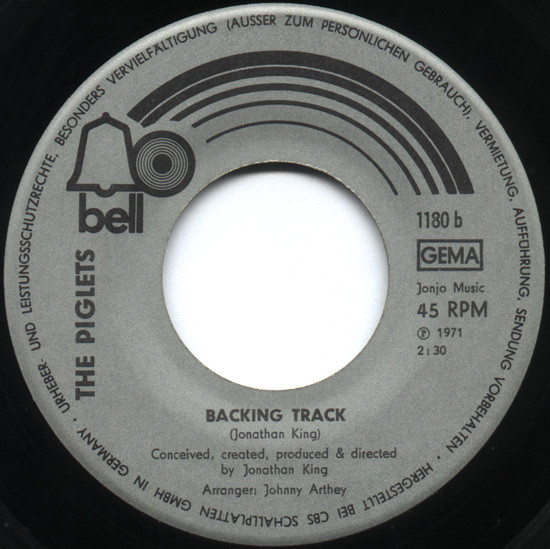 URHEBER- UND LEISTUNGSSCHUTZRECHTE, BESONDERS VERVIELFÄLTIGUNG (AUSSER ZUM PERSÖNLICHEN GEBRAUCH), VERMIETUNG, AUFFÜHRUNG, SENDUNG VORBEHALTEN · HERGESTELLT BEI CBS SCHALLPLATTEN GMBH IN GERMANY ·
bell
THE PIGLETS
1180 b
GEMA
Jonjo Music
45 RPM
Ⓟ 1971
2:30
BACKING TRACK
(Jonathan King)
Conceived, created, produced & directed
by Jonathan King
Arranger: Johnny Arthey